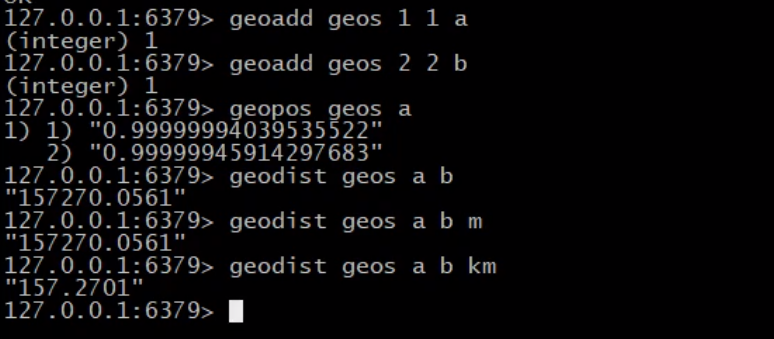 OK
127.0.0.1:6379> geoadd geos 1 1 a
(integer) 1
127.0.0.1:6379> geoadd geos 2 2 b
(integer) 1
127.0.0.1:6379> geopos geos a
1) 1) "0.99999994039535522"
   2) "0.99999945914297683"
127.0.0.1:6379> geodist geos a b
"157270.0561"
127.0.0.1:6379> geodist geos a b m
"157270.0561"
127.0.0.1:6379> geodist geos a b km
"157.2701"
127.0.0.1:6379>